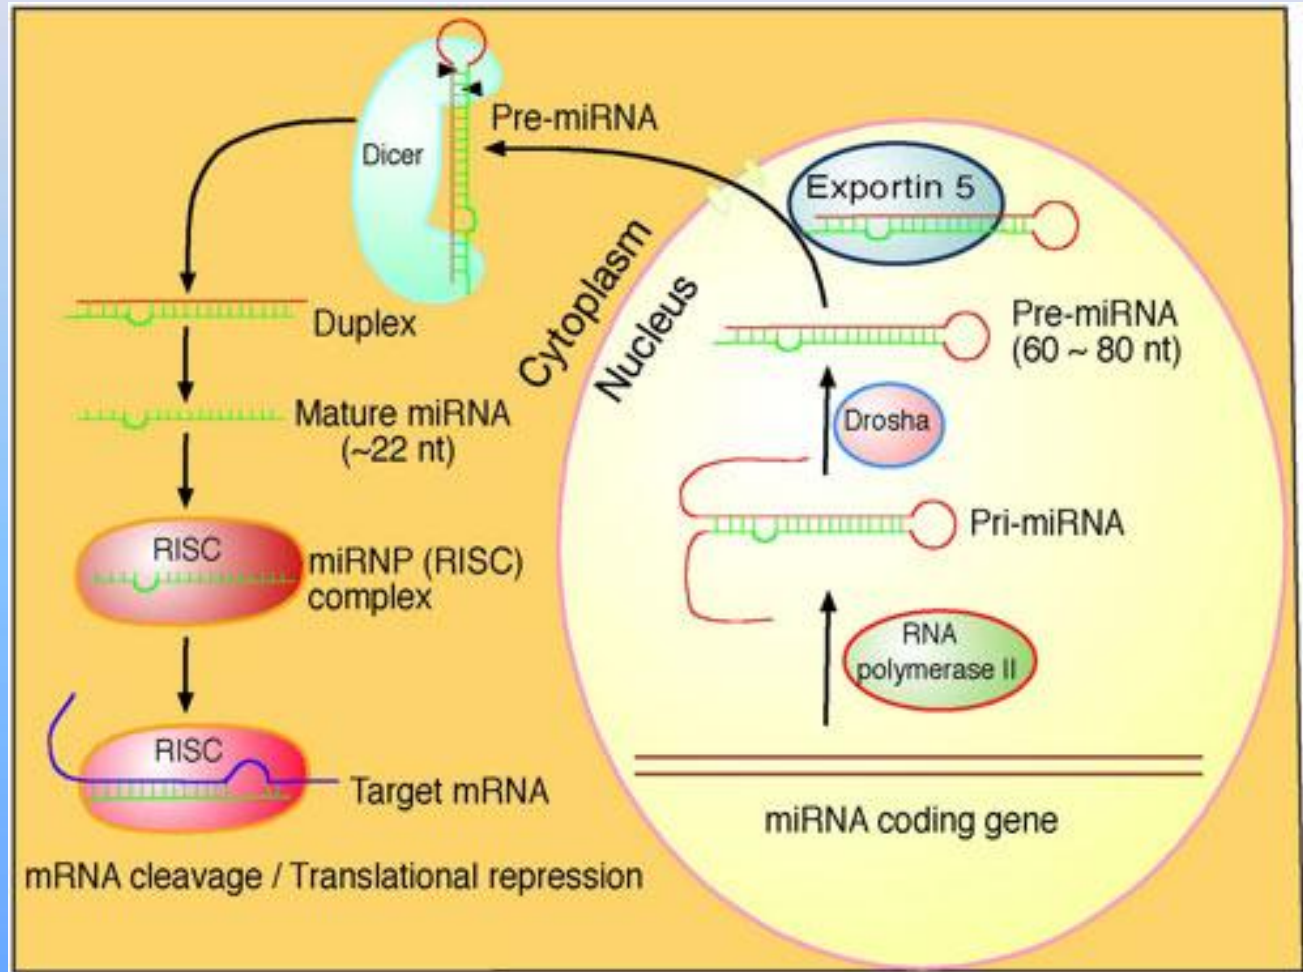 Pre-miRNA
Dicer
Exportin 5
Cytoplasm
Nucleus
Duplex
Pre-miRNA
(60 ~ 80 nt)
Mature miRNA
(~22 nt)
Drosha
Pri-miRNA
RISC
miRNP (RISC)
complex
RNA
polymerase II
RISC
Target mRNA
miRNA coding gene
mRNA cleavage / Translational repression